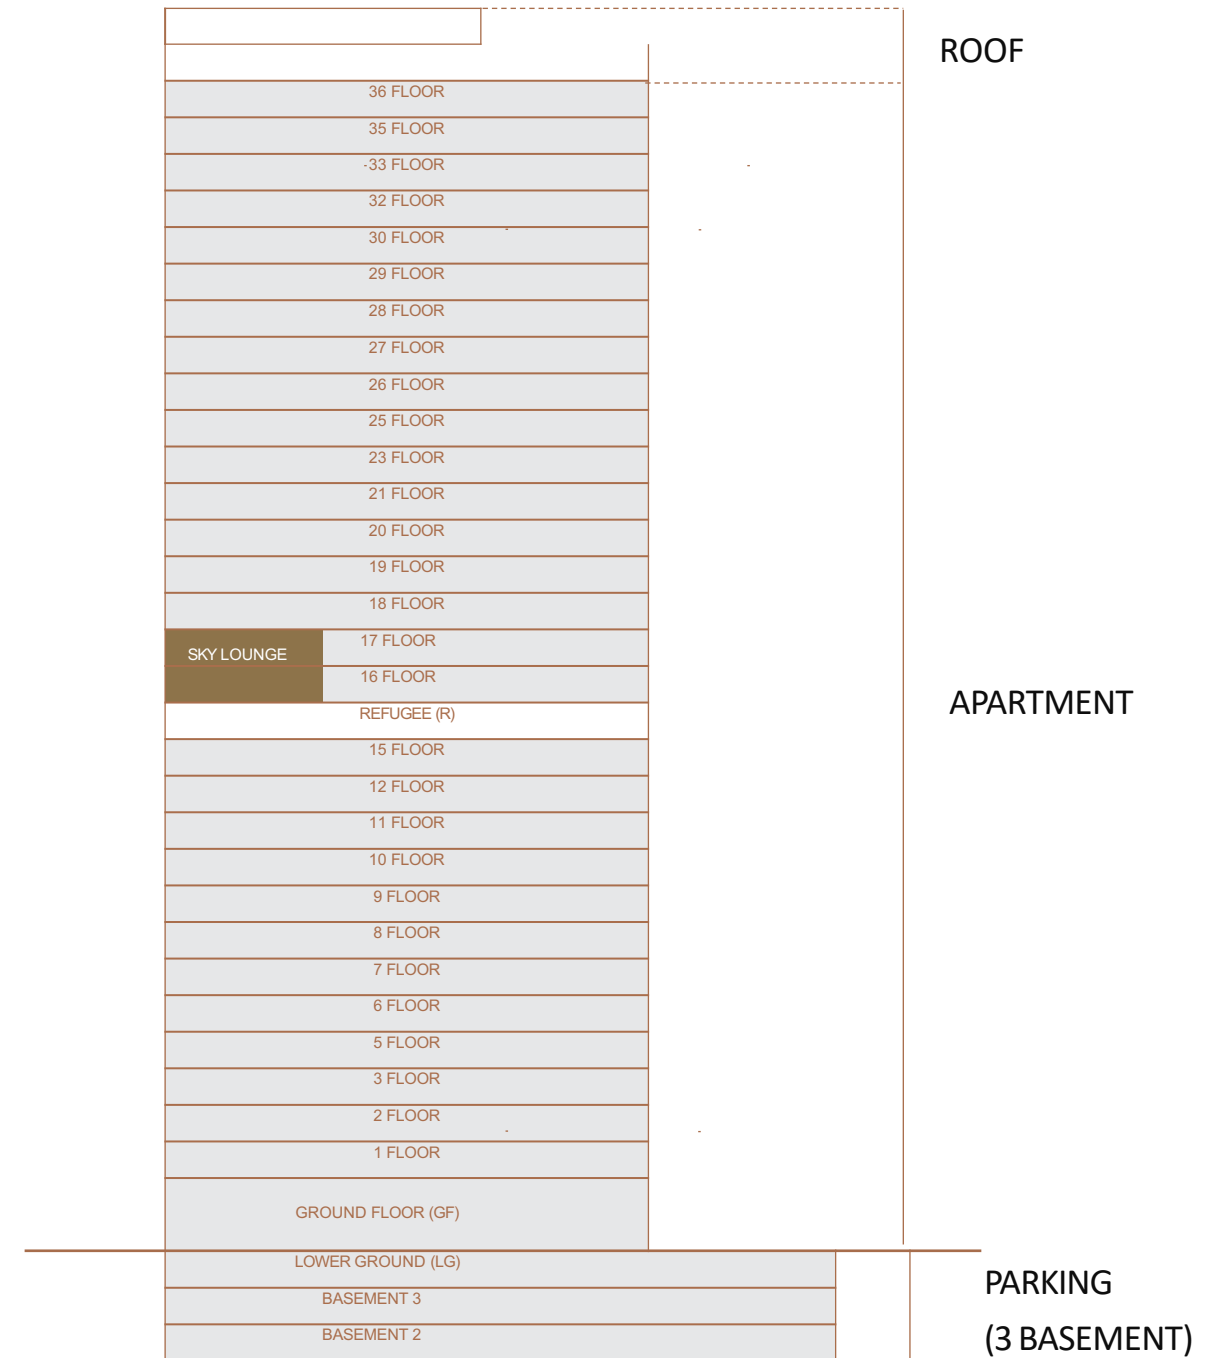 ROOF
36 FLOOR
35 FLOOR
-33 FLOOR
32 FLOOR
30 FLOOR
29 FLOOR
28 FLOOR
27 FLOOR
26 FLOOR
25 FLOOR
23 FLOOR
21 FLOOR
20 FLOOR
19 FLOOR
18 FLOOR
17 FLOOR
SKY LOUNGE
16 FLOOR
APARTMENT
REFUGEE (R)
15 FLOOR
12 FLOOR
11 FLOOR
10 FLOOR
9 FLOOR
8 FLOOR
7 FLOOR
6 FLOOR
5 FLOOR
3 FLOOR
2 FLOOR
1 FLOOR
GROUND FLOOR (GF)
LOWER GROUND (LG)
PARKING
BASEMENT 3
BASEMENT 2
(3 BASEMENT)